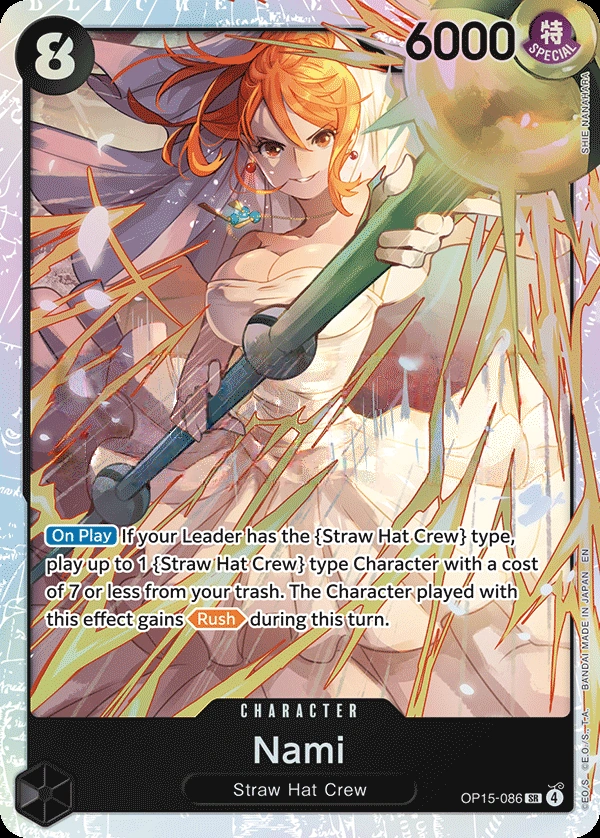 8
6000
特
SPECIAL
SHIE NANAHARA
On Play If your Leader has the {Straw Hat Crew} type,
play up to 1 {Straw Hat Crew} type Character with a cost
of 7 or less from your trash. The Character played with
this effect gains Rush during this turn.
CHARACTER
Nami
Straw Hat Crew
OP15-086 SR 4
©E.O./S. ©E.O./S., T-A. BANDAI MADE IN JAPAN EN